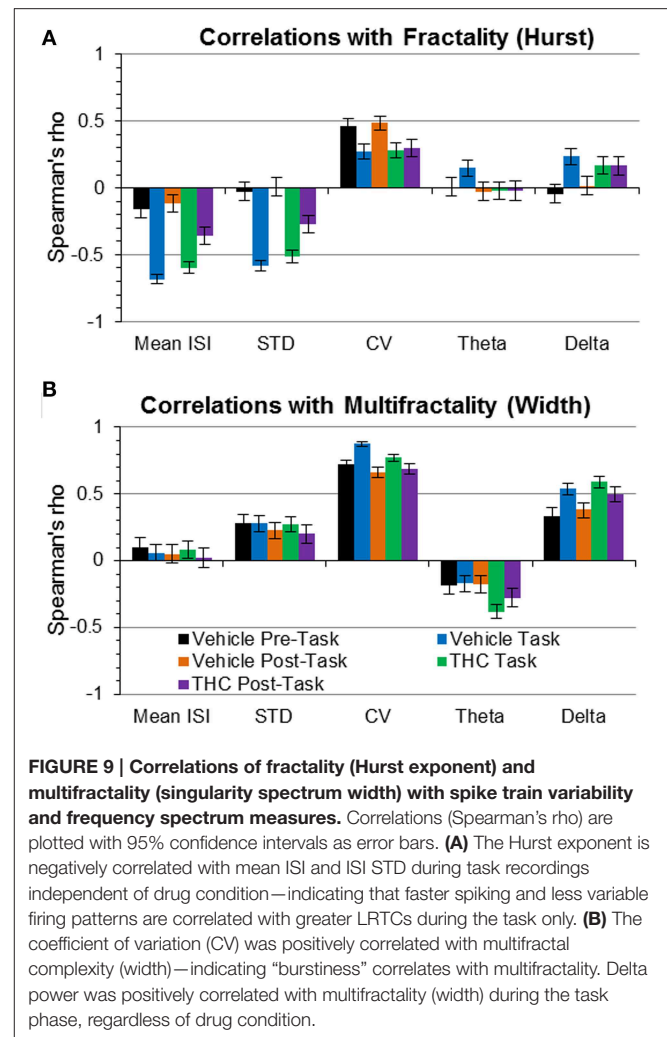 A
Correlations with Fractality (Hurst)
1
0.5
0
-0.5
-1
Spearman's rho
Mean ISI STD CV Theta Delta
B
Correlations with Multifractality (Width)
1
0.5
0
-0.5
-1
Spearman's rho
Vehicle Pre-Task Vehicle Task
Vehicle Post-Task THC Task
THC Post-Task
Mean ISI STD CV Theta Delta
FIGURE 9 | Correlations of fractality (Hurst exponent) and
multifractality (singularity spectrum width) with spike train variability
and frequency spectrum measures. Correlations (Spearman's rho) are
plotted with 95% confidence intervals as error bars. (A) The Hurst exponent is
negatively correlated with mean ISI and ISI STD during task recordings
independent of drug condition—indicating that faster spiking and less variable
firing patterns are correlated with greater LRTCs during the task only. (B) The
coefficient of variation (CV) was positively correlated with multifractal
complexity (width)—indicating “burstiness” correlates with multifractality. Delta
power was positively correlated with multifractality (width) during the task
phase, regardless of drug condition.